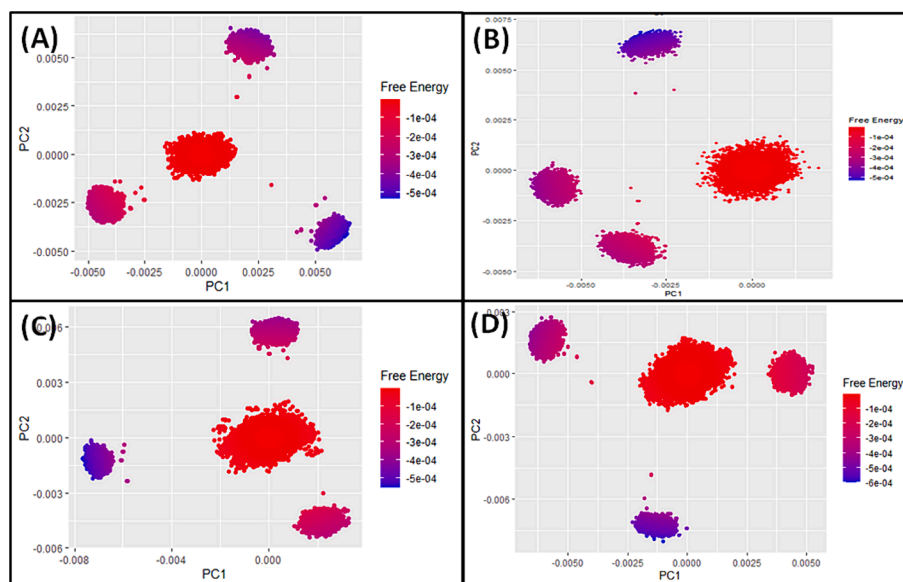 (A)
0.0050
0.0025
0.0000
-0.0025
-0.0050
PC2
-0.0050
-0.0025
0.0000
0.0025
0.0050
PC1
Free Energy
-1e-04
-2e-04
-3e-04
-4e-04
-5e-04
(B)
0.0075
0.0050
0.0025
0.0000
-0.0025
-0.0050
PC2
-0.0050
-0.0025
0.0000
PC1
Free Energy
-1e-04
-2e-04
-3e-04
-4e-04
-5e-04
(C)
0.006
0.003
0.000
-0.003
-0.006
PC2
-0.008
-0.004
0.000
PC1
Free Energy
-1e-04
-2e-04
-3e-04
-4e-04
-5e-04
(D)
0.003
0.000
-0.003
-0.006
PC2
-0.0050
-0.0025
0.0000
0.0025
0.0050
PC1
Free Energy
-1e-04
-2e-04
-3e-04
-4e-04
-5e-04
-6e-04